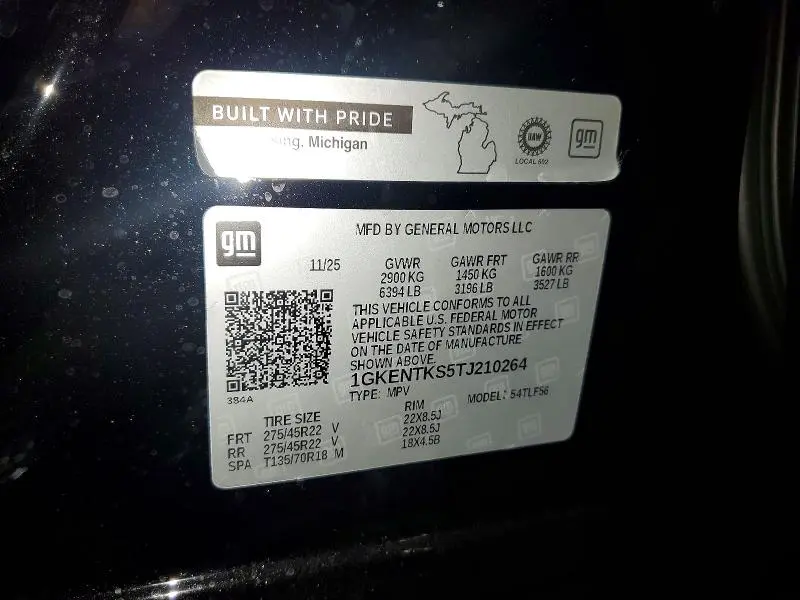 BUILT WITH PRIDE
ing, Michigan
UAW
LOCAL 602
gm
gm
MFD BY GENERAL MOTORS LLC
11/25 GVWR GAWR FRT GAWR RR
2900 KG 1450 KG 1600 KG
6394 LB 3196 LB 3527 LB
THIS VEHICLE CONFORMS TO ALL
APPLICABLE U.S. FEDERAL MOTOR
VEHICLE SAFETY STANDARDS IN EFFECT
ON THE DATE OF MANUFACTURE
SHOWN ABOVE.
1GKENTKS5TJ210264
384A
TYPE: MPV MODEL: 54TLF56
TIRE SIZE RIM
FRT 275/45R22 V 22X8.5J
RR 275/45R22 V 22X8.5J
SPA T135/70R18 M 18X4.5B